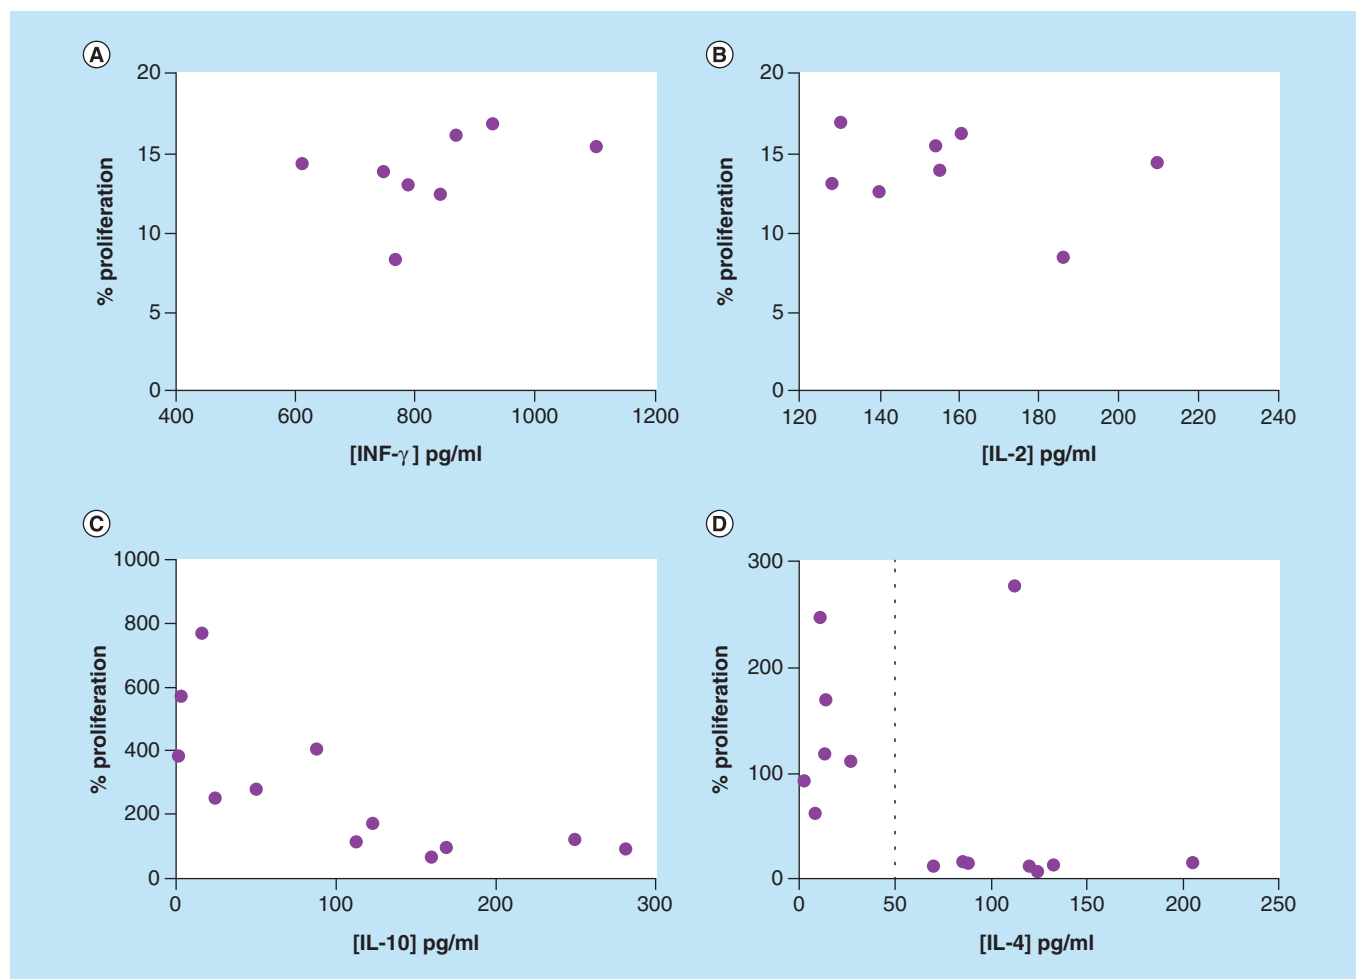 A
% proliferation
20
15
10
5
0
400 600 800 1000 1200
[INF-γ ] pg/ml
B
% proliferation
20
15
10
5
0
120 140 160 180 200 220 240
[IL-2] pg/ml
C
% proliferation
1000
800
600
400
200
0
0 100 200 300
[IL-10] pg/ml
D
% proliferation
300
200
100
0
0 50 100 150 200 250
[IL-4] pg/ml